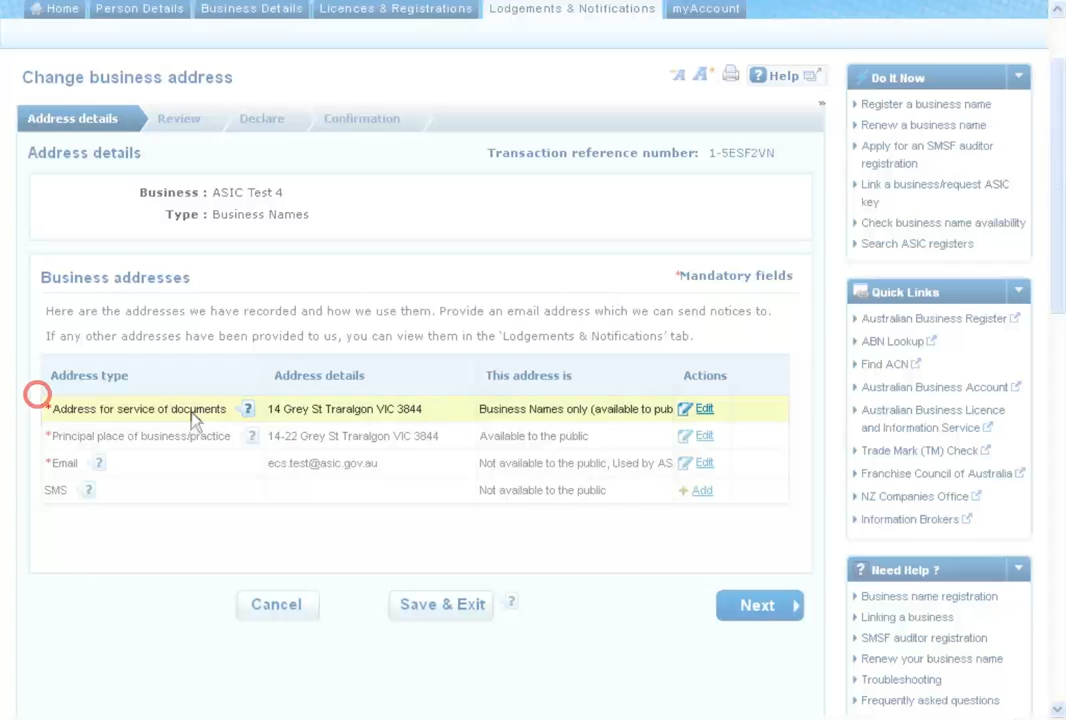 Home Person Details Business Details Licences & Registrations Lodgements & Notifications myAccount
Change business address
A A Help
Address details Review Declare Confirmation
»
Address details
Transaction reference number: 1-5ESF2VN
Business : ASIC Test 4
Type : Business Names
Business addresses
*Mandatory fields
Here are the addresses we have recorded and how we use them. Provide an email address which we can send notices to.
If any other addresses have been provided to us, you can view them in the 'Lodgements & Notifications' tab.
Address type Address details This address is Actions
*Address for service of documents ? 14 Grey St Traralgon VIC 3844 Business Names only (available to pub Edit
*Principal place of business/practice ? 14-22 Grey St Traralgon VIC 3844 Available to the public Edit
*Email ? ecs.test@asic.gov.au Not available to the public, Used by AS Edit
SMS ? Not available to the public Add
Cancel Save & Exit ? Next
Do It Now
Register a business name
Renew a business name
Apply for an SMSF auditor
registration
Link a business/request ASIC
key
Check business name availability
Search ASIC registers
Quick Links
Australian Business Register
ABN Lookup
Find ACN
Australian Business Account
Australian Business Licence
and Information Service
Trade Mark (TM) Check
Franchise Council of Australia
NZ Companies Office
Information Brokers
? Need Help ?
Business name registration
Linking a business
SMSF auditor registration
Renew your business name
Troubleshooting
Frequently asked questions